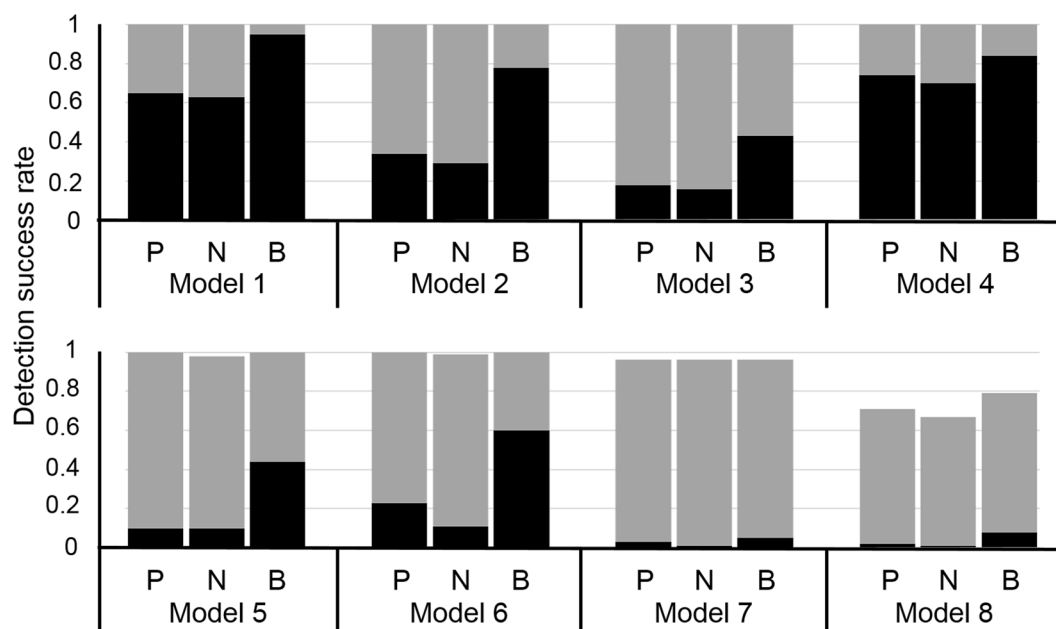 Detection success rate
1
0.8
0.6
0.4
0.2
0
P N B P N B P N B P N B
Model 1 Model 2 Model 3 Model 4
1
0.8
0.6
0.4
0.2
0
P N B P N B P N B P N B
Model 5 Model 6 Model 7 Model 8